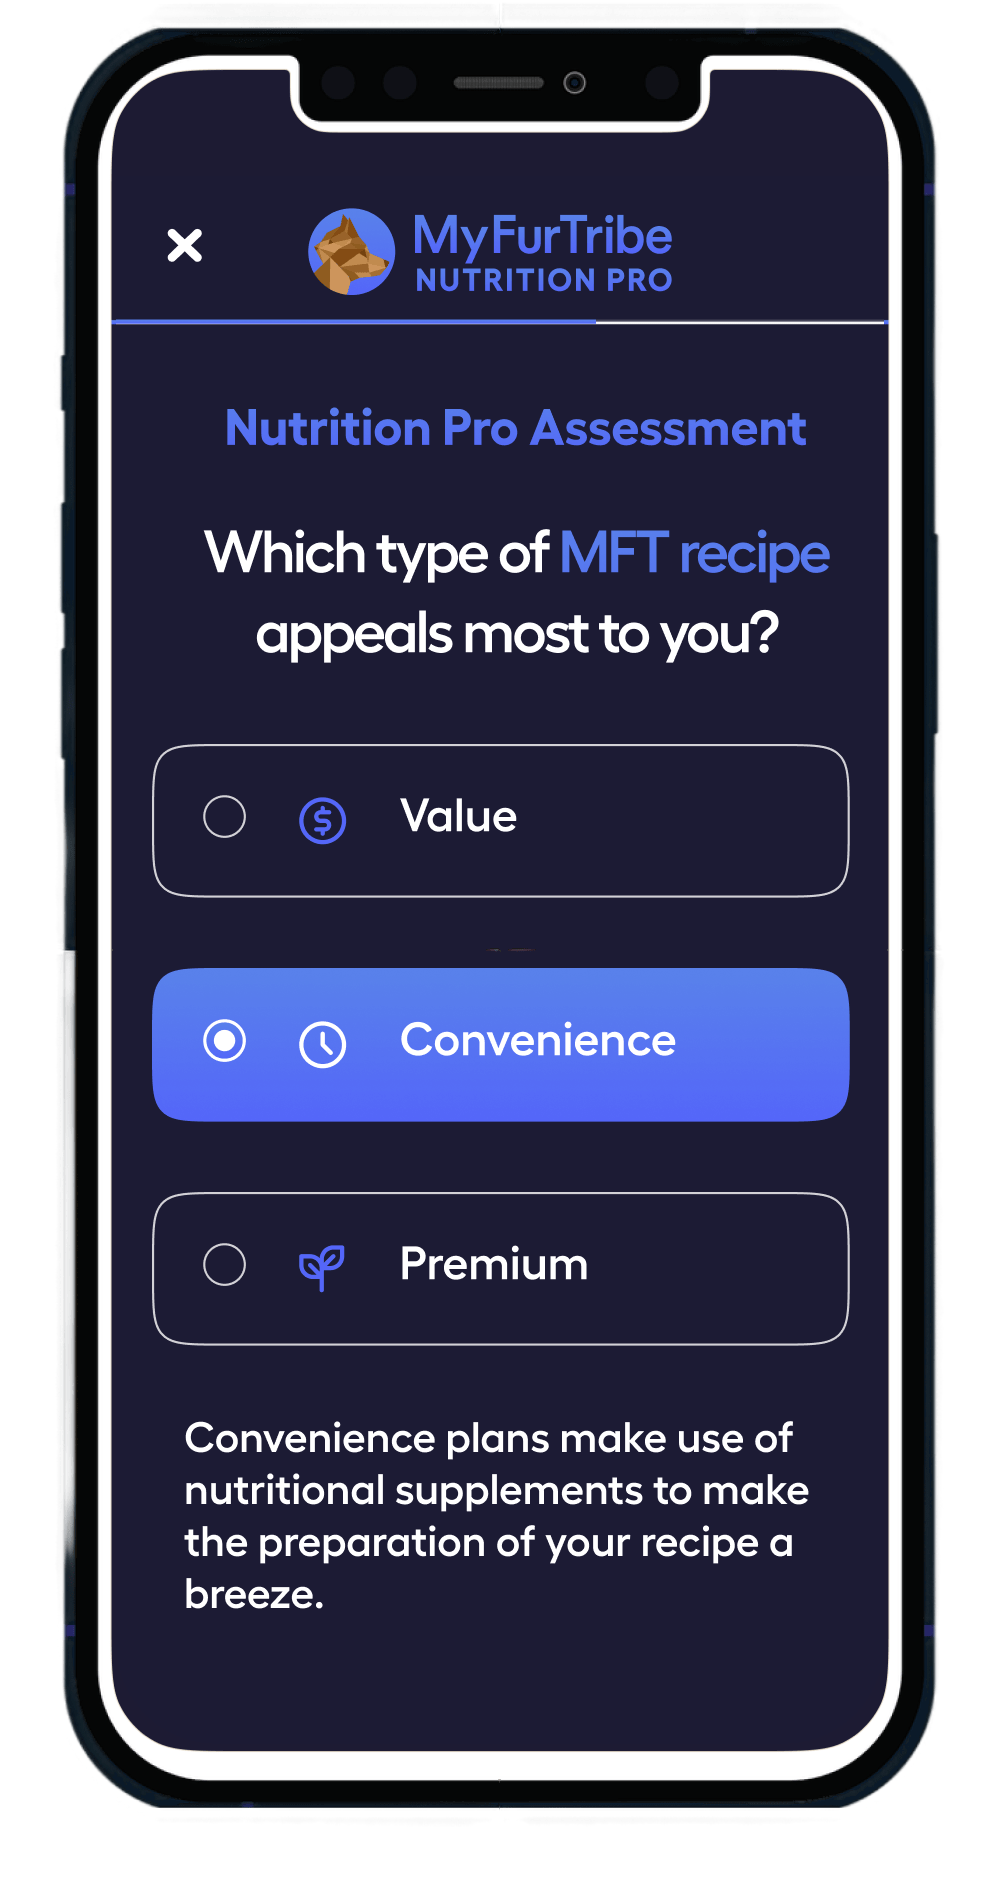 MyFurTribe
NUTRITION PRO
Nutrition Pro Assessment
Which type of MFT recipe
appeals most to you?
Value
Convenience
Premium
Convenience plans make use of
nutritional supplements to make
the preparation of your recipe a
breeze.